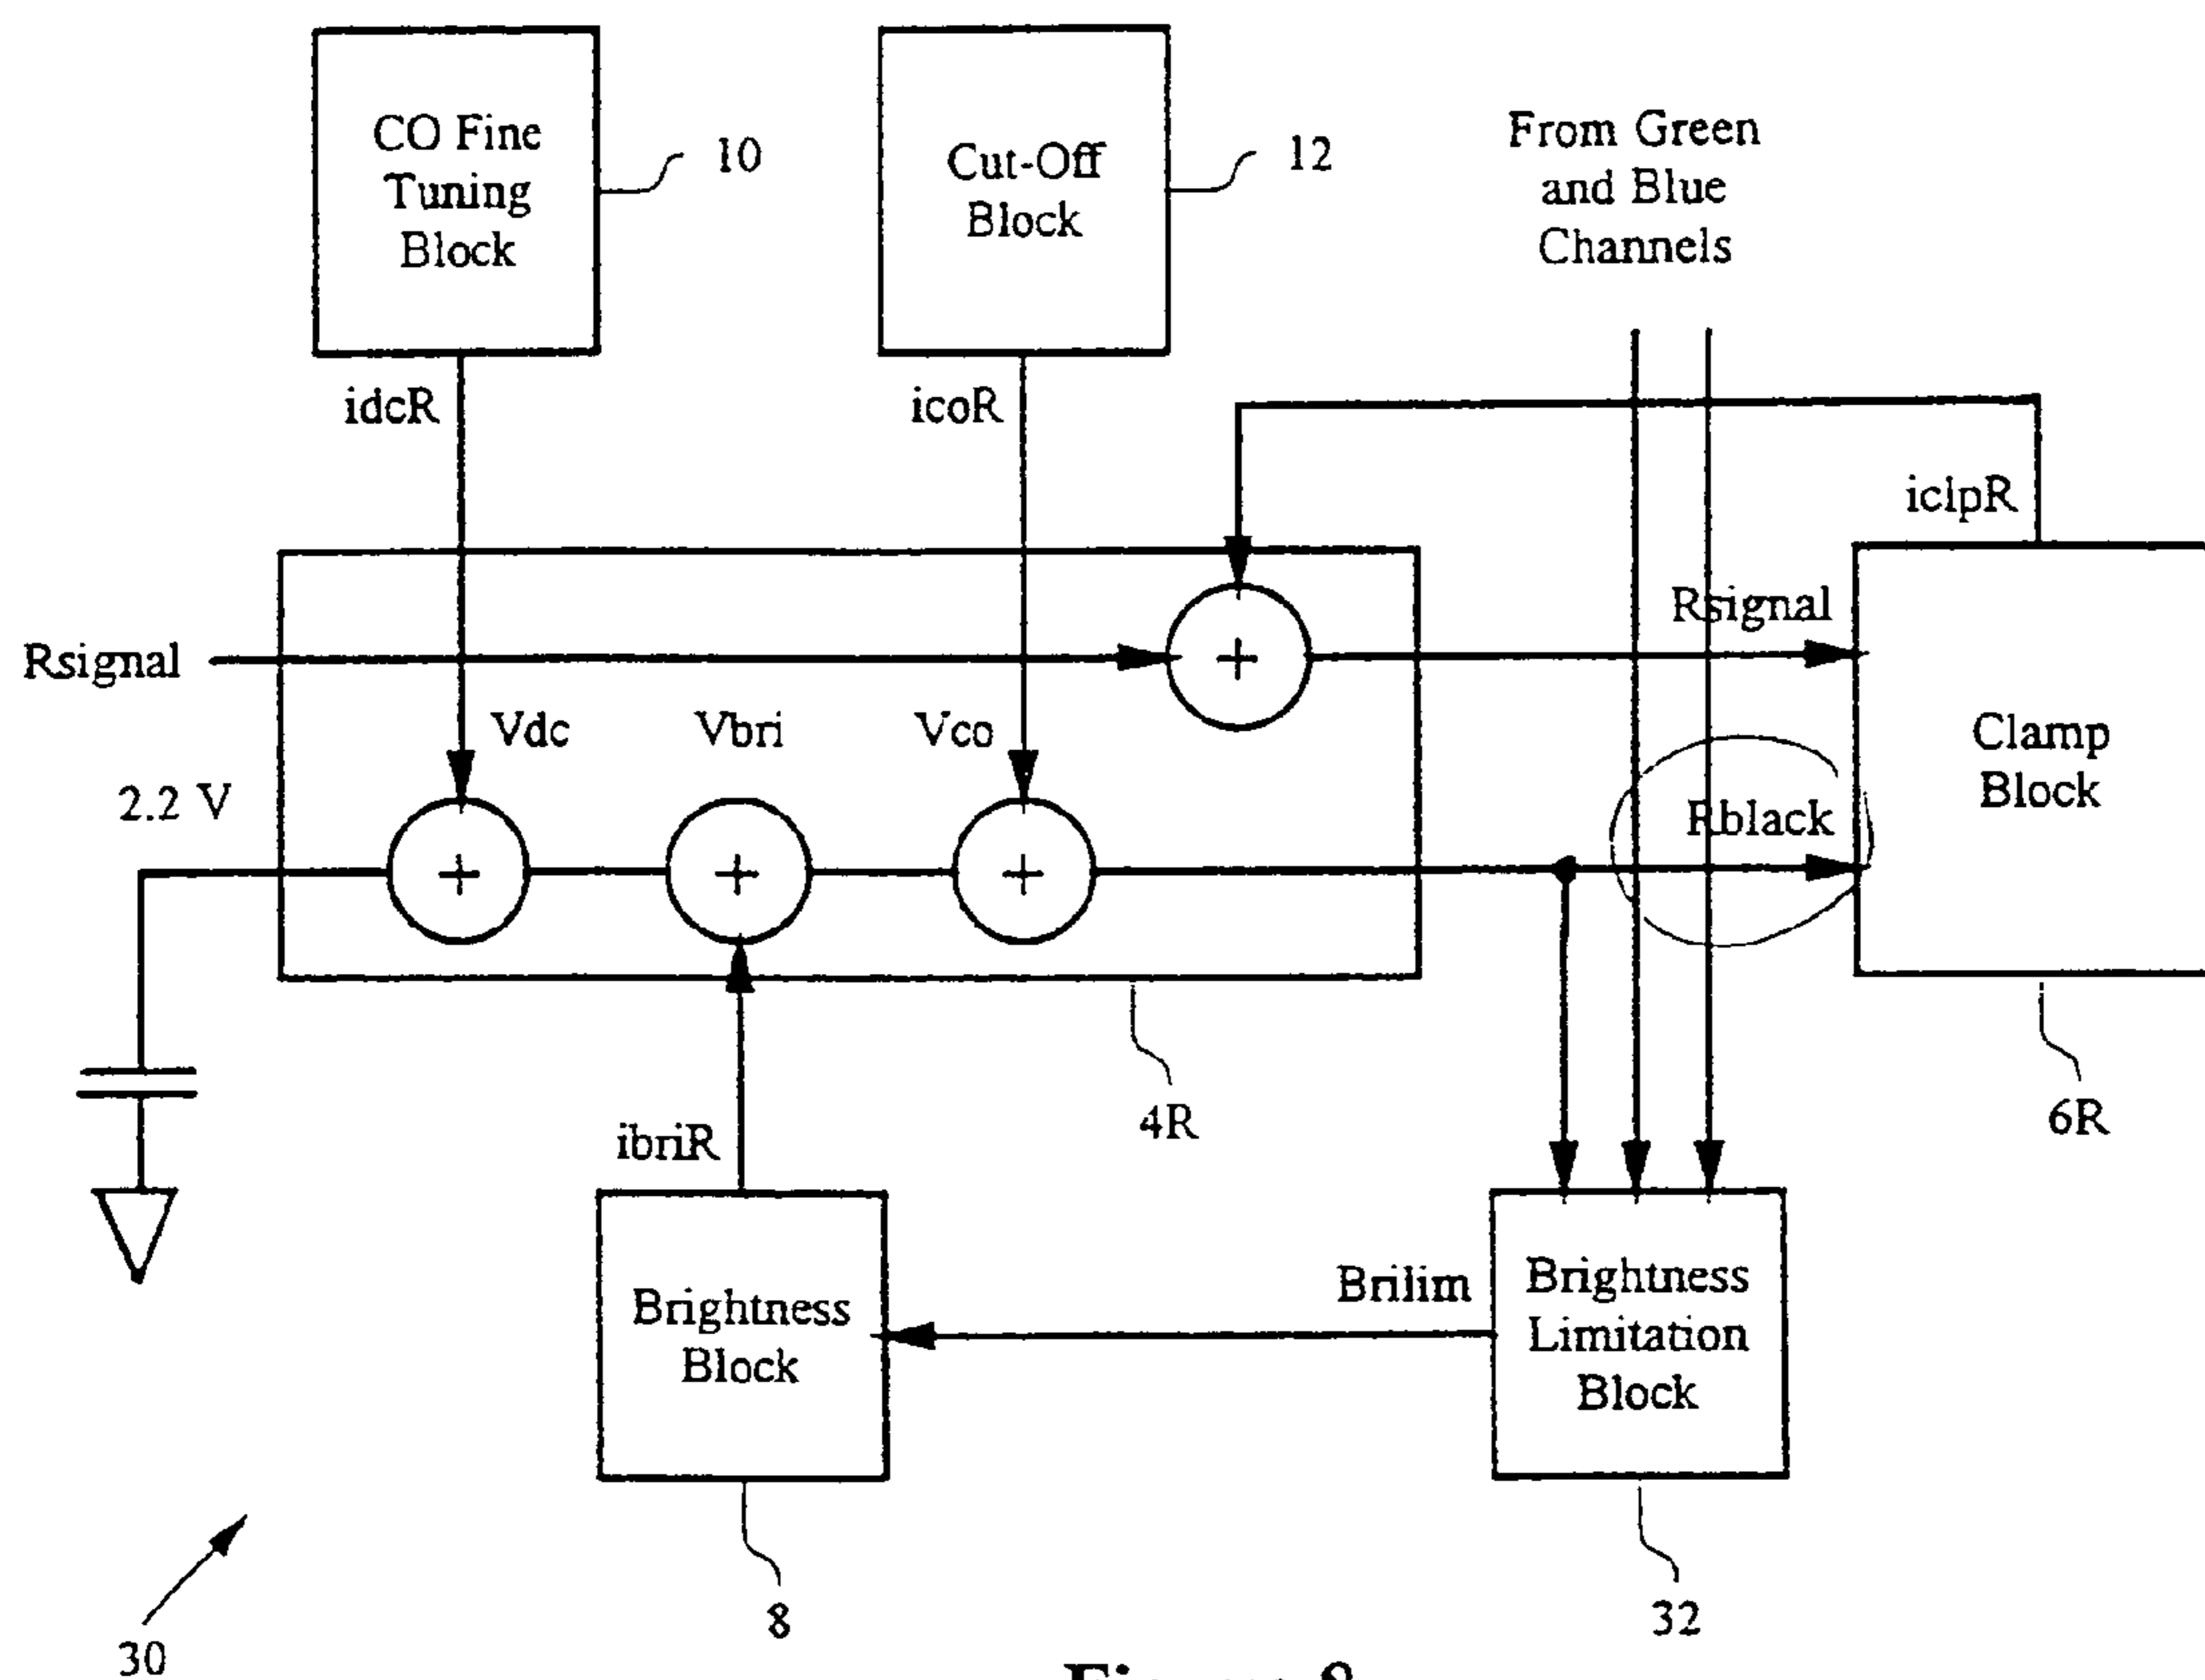 CO Fine
Tuning
Block
10
Cut-Off
Block
12
From Green
and Blue
Channels
idcR
icoR
iclpR
Rsignal
Rsignal
Vdc
Vbri
Vco
2.2 V
Clamp
Block
Rblack
4R
6R
ibriR
Brightness
Block
Brilim
Brightness
Limitation
Block
8
32
30
Figure 8